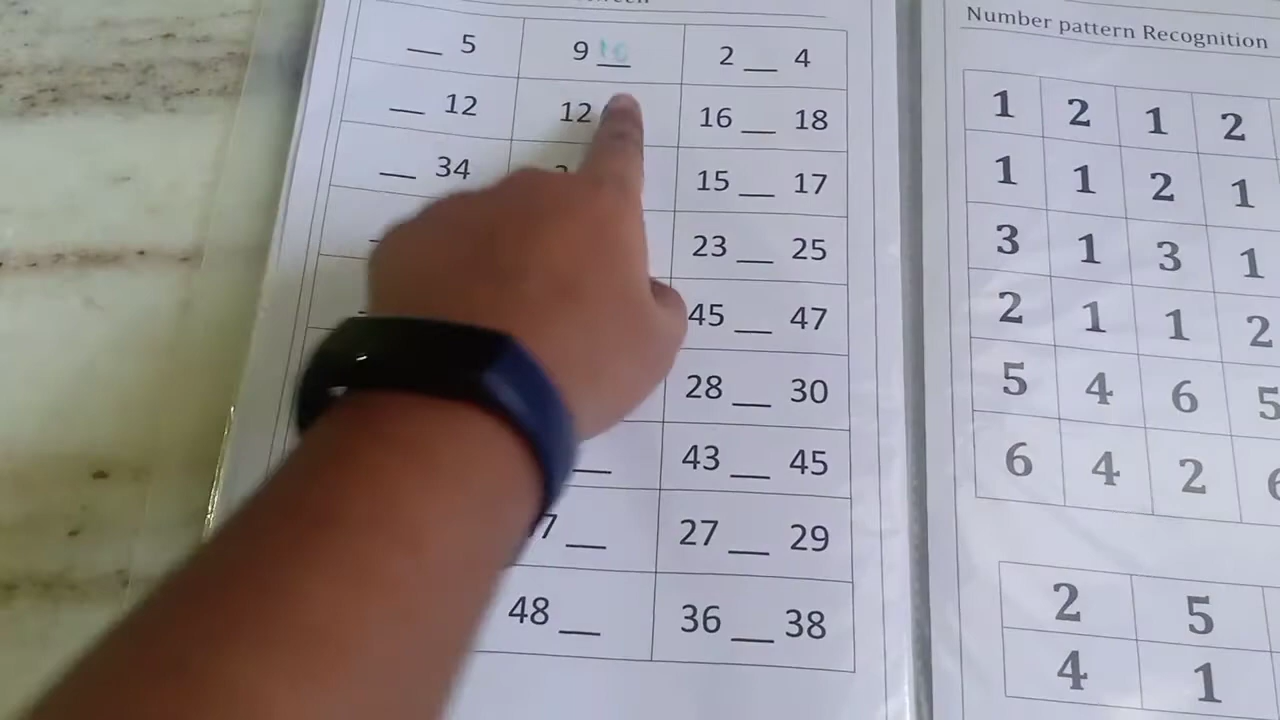 __ 5 9 10 2 __ 4
__ 12 12 16 __ 18
__ 34 15 __ 17
23 __ 25
45 __ 47
28 __ 30
__ 43 __ 45
7 __ 27 __ 29
48 __ 36 __ 38
Number pattern Recognition
1 2 1 2
1 1 2 1
3 1 3 1
2 1 1 2
5 4 6 5
6 4 2
2 5
4 1